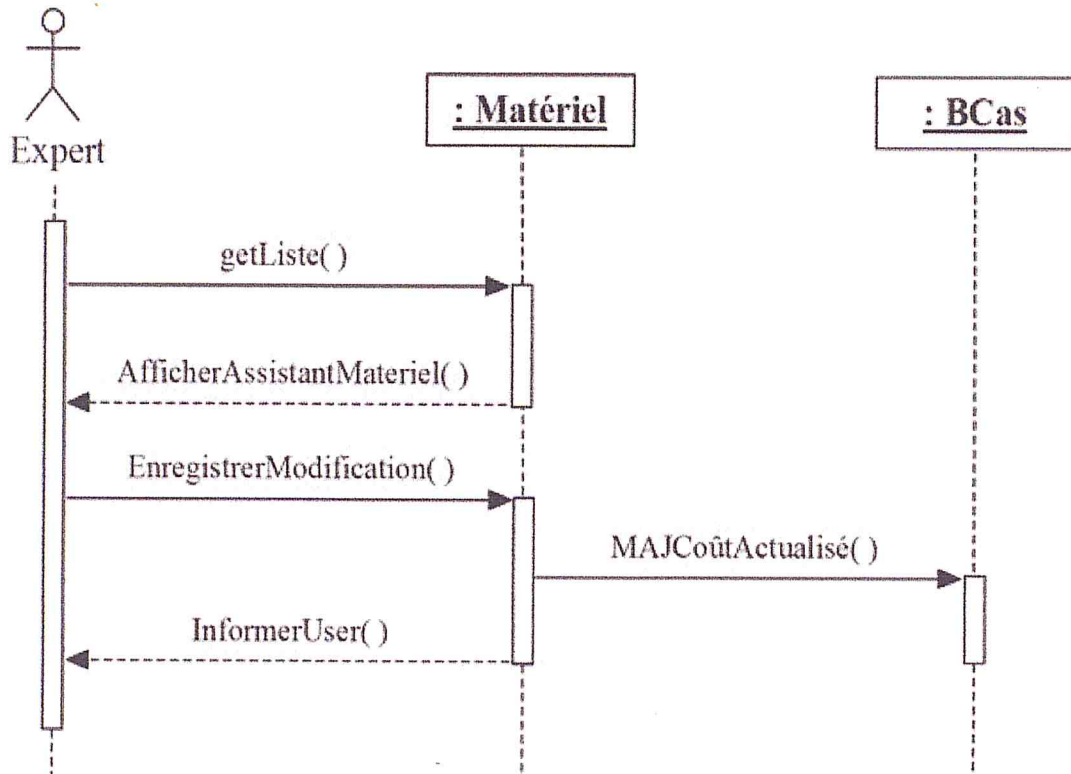 : Matériel
: BCas
Expert
getListe( )
AfficherAssistantMateriel( )
EnregistrerModification( )
MAJCoûtActualisé( )
InformerUser( )